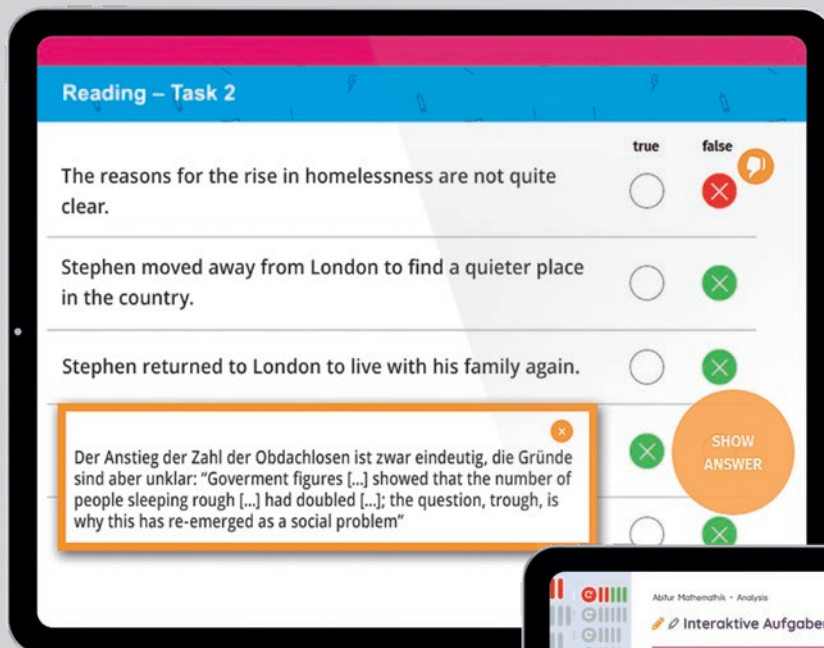 Reading – Task 2
true false
The reasons for the rise in homelessness are not quite
clear.
Stephen moved away from London to find a quieter place
in the country.
Stephen returned to London to live with his family again.
Der Anstieg der Zahl der Obdachlosen ist zwar eindeutig, die Gründe
sind aber unklar: “Goverment figures [...] showed that the number of
people sleeping rough [...] had doubled [...]; the question, trough, is
why this has re-emerged as a social problem”
SHOW
ANSWER
Abitur Mathemathik – Analysis
Interaktive Aufgaben